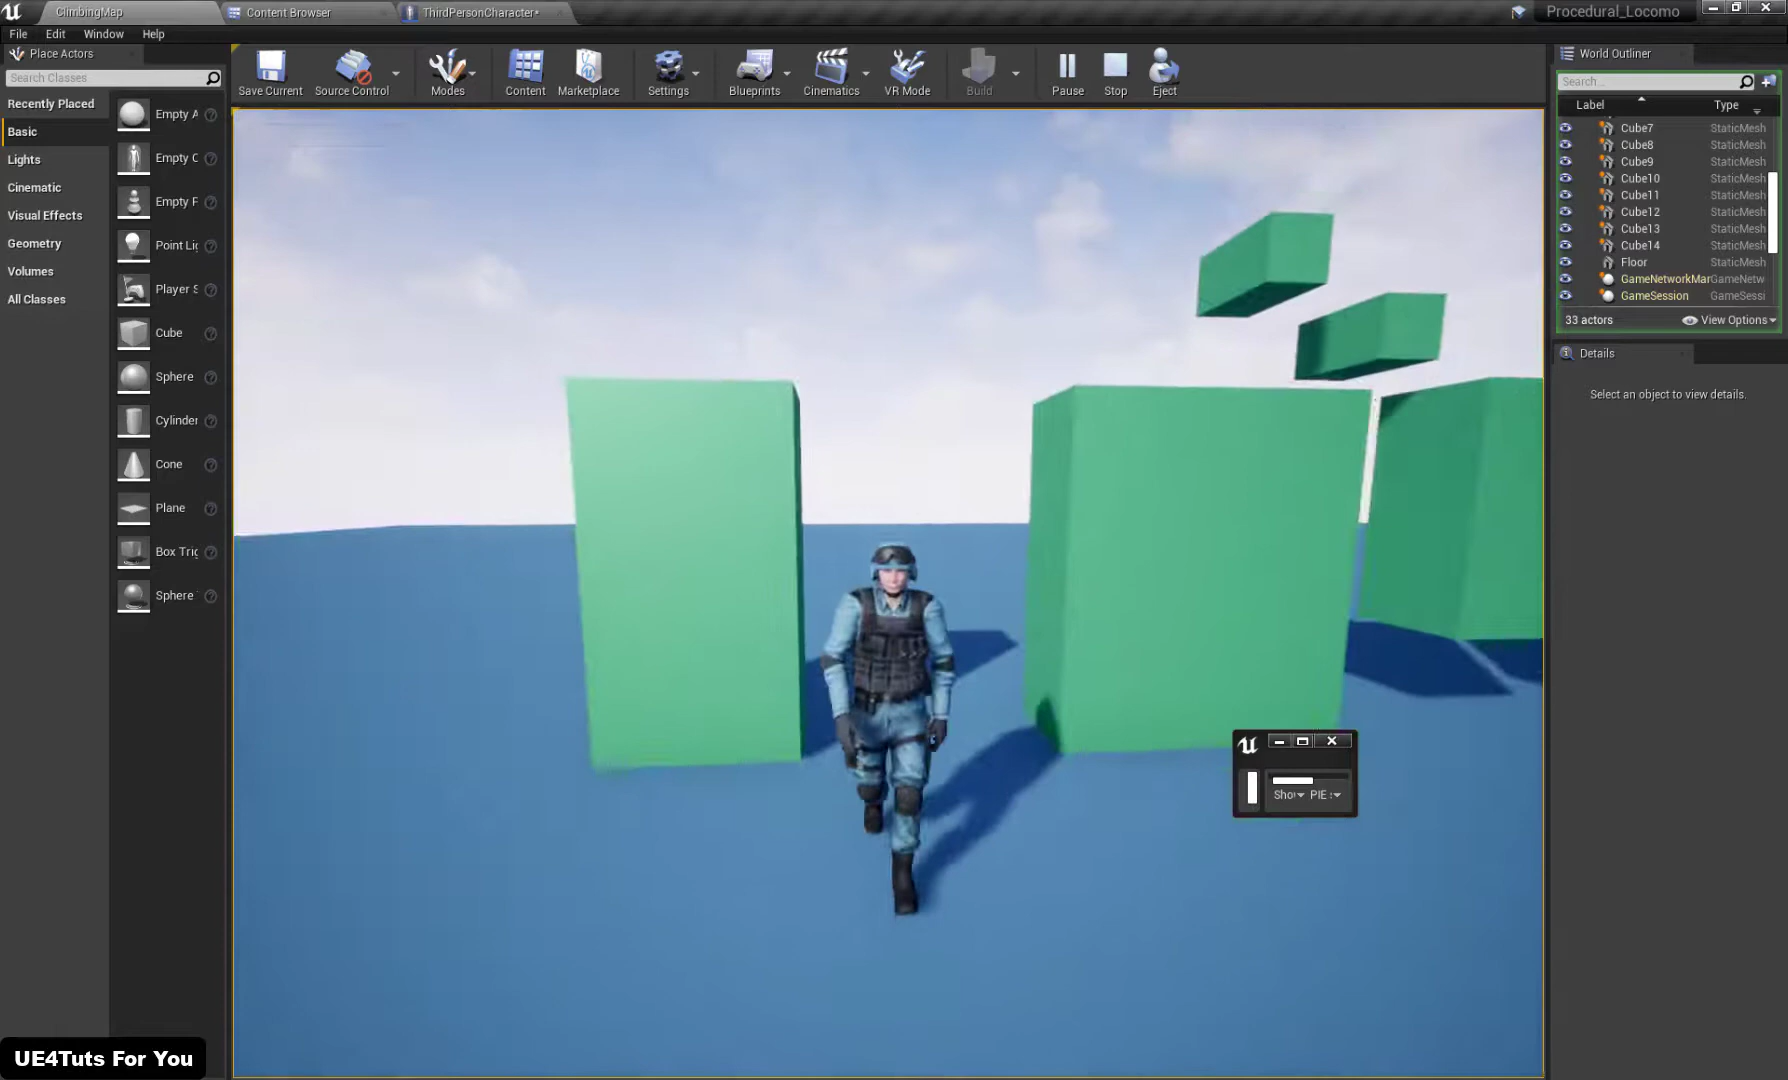 ClimbingMap
Content Browser
ThirdPersonCharacter*
Procedural_Locomo
File Edit Window Help
Place Actors
Search Classes
Recently Placed
Basic
Lights
Cinematic
Visual Effects
Geometry
Volumes
All Classes
Empty A
Empty C
Empty P
Point Lig
Player S
Cube
Sphere
Cylinder
Cone
Plane
Box Trig
Sphere
Save Current
Source Control
Modes
Content
Marketplace
Settings
Blueprints
Cinematics
VR Mode
Build
Pause
Stop
Eject
World Outliner
Search...
Label Type
Cube7 StaticMesh
Cube8 StaticMesh
Cube9 StaticMesh
Cube10 StaticMesh
Cube11 StaticMesh
Cube12 StaticMesh
Cube13 StaticMesh
Cube14 StaticMesh
Floor StaticMesh
GameNetworkMar GameNetw
GameSession GameSessi
33 actors View Options
Details
Select an object to view details.
Sho PIE
UE4Tuts For You